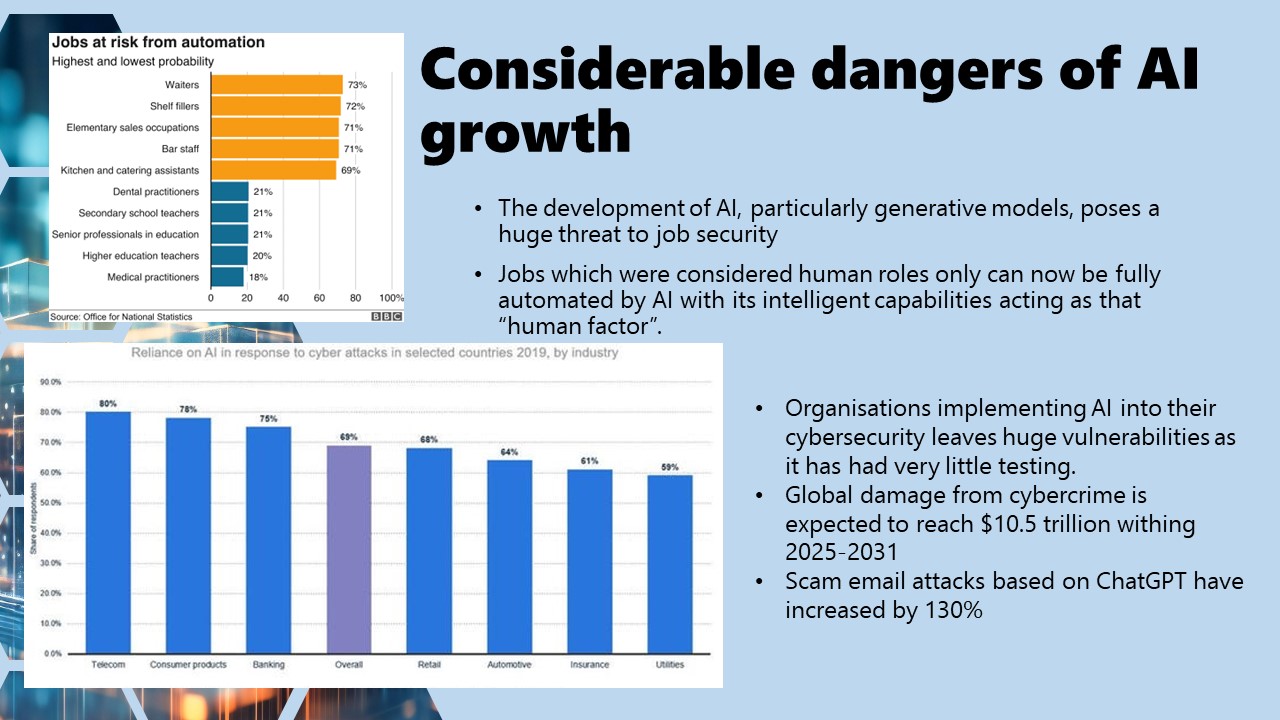 Jobs at risk from automation
Highest and lowest probability
Waiters 73%
Shelf fillers 72%
Elementary sales occupations 71%
Bar staff 71%
Kitchen and catering assistants 69%
Dental practitioners 21%
Secondary school teachers 21%
Senior professionals in education 21%
Higher education teachers 20%
Medical practitioners 18%
0 20 40 60 80 100%
Source: Office for National Statistics
BBC
Considerable dangers of AI
growth
• The development of AI, particularly generative models, poses a
huge threat to job security
• Jobs which were considered human roles only can now be fully
automated by AI with its intelligent capabilities acting as that
“human factor”.
Reliance on AI in response to cyber attacks in selected countries 2019, by industry
Share of respondents
90.0%
80.0%
70.0%
60.0%
50.0%
40.0%
30.0%
20.0%
10.0%
0.0%
80% 78% 75% 69% 68% 64% 61% 59%
Telecom Consumer products Banking Overall Retail Automotive Insurance Utilities
• Organisations implementing AI into their
cybersecurity leaves huge vulnerabilities as
it has had very little testing.
• Global damage from cybercrime is
expected to reach $10.5 trillion withing
2025-2031
• Scam email attacks based on ChatGPT have
increased by 130%